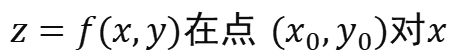 z = f(x, y)在点 (x₀, y₀)对x